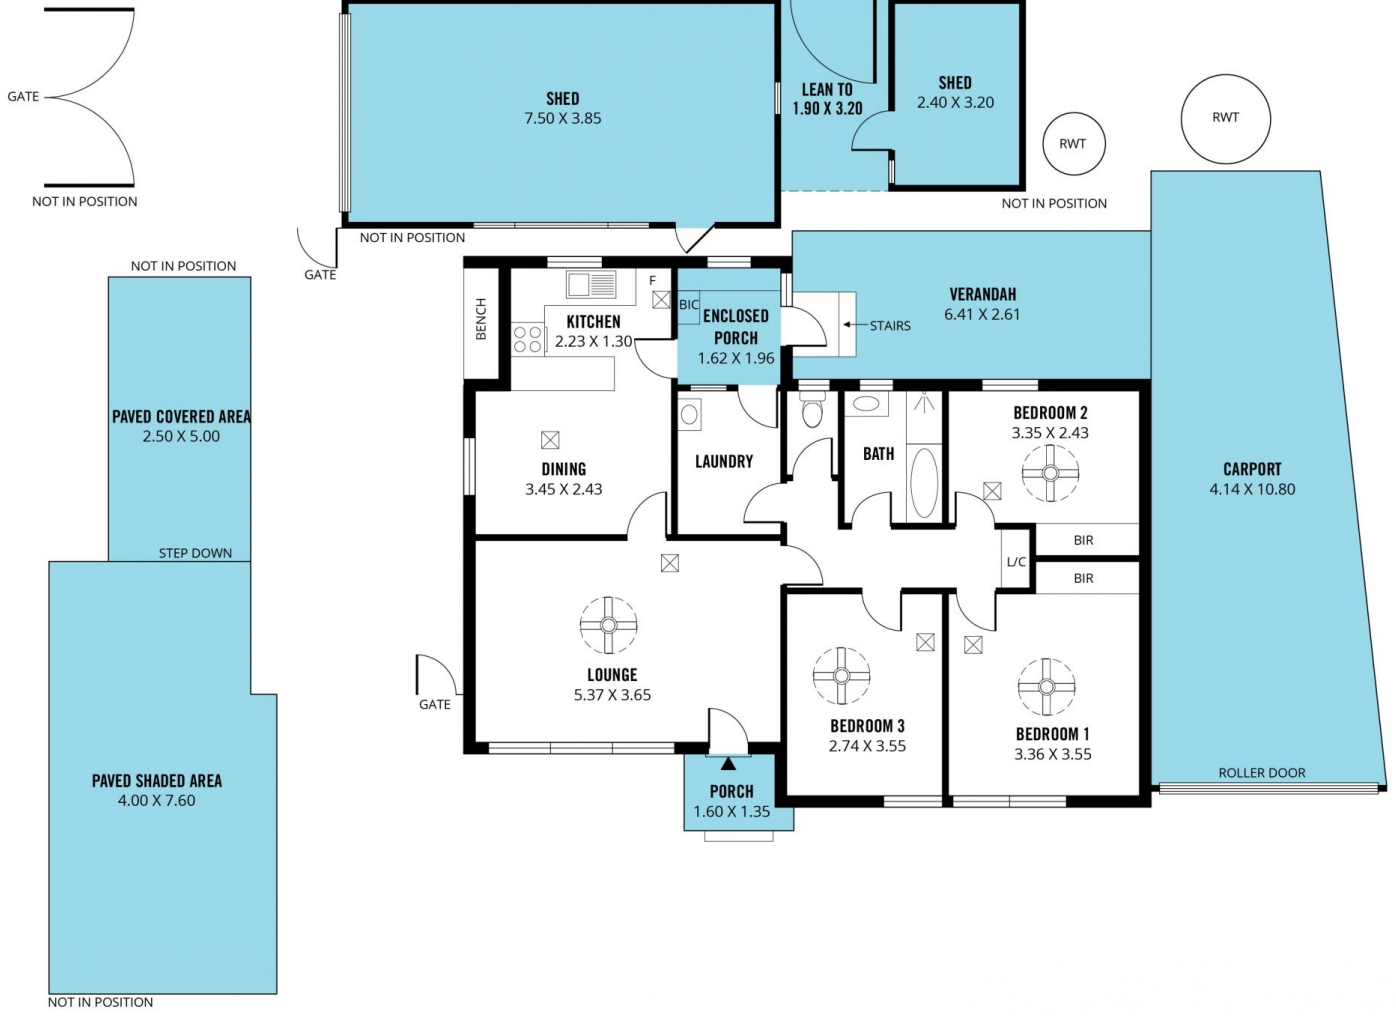 GATE
NOT IN POSITION
SHED
7.50 X 3.85
LEAN TO
1.90 X 3.20
SHED
2.40 X 3.20
RWT
RWT
NOT IN POSITION
NOT IN POSITION
GATE
NOT IN POSITION
PAVED COVERED AREA
2.50 X 5.00
STEP DOWN
PAVED SHADED AREA
4.00 X 7.60
NOT IN POSITION
BENCH
KITCHEN
2.23 X 1.30
F
BIC
ENCLOSED
PORCH
1.62 X 1.96
STAIRS
VERANDAH
6.41 X 2.61
DINING
3.45 X 2.43
LAUNDRY
BATH
BEDROOM 2
3.35 X 2.43
BIR
L/C
BIR
CARPORT
4.14 X 10.80
ROLLER DOOR
GATE
LOUNGE
5.37 X 3.65
PORCH
1.60 X 1.35
BEDROOM 3
2.74 X 3.55
BEDROOM 1
3.36 X 3.55